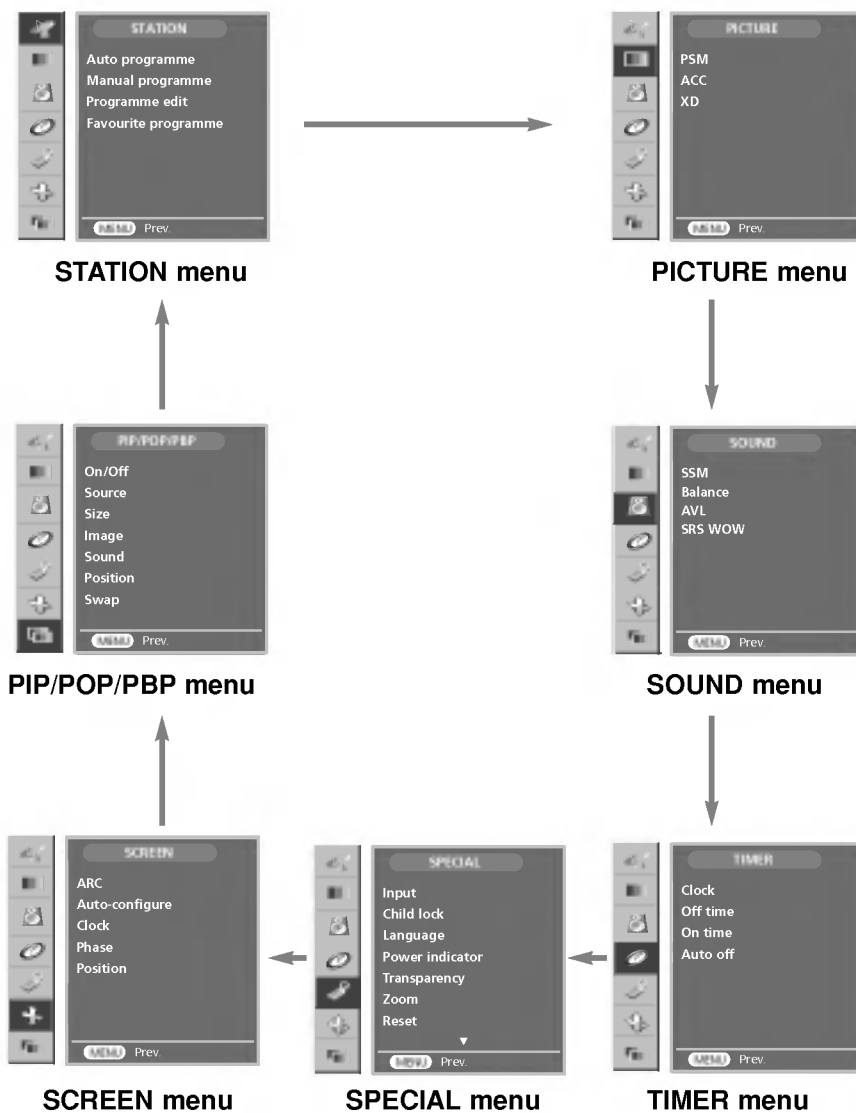 STATION
Auto programme
Manual programme
Programme edit
Favourite programme
MENU Prev.
STATION menu
PICTURE
PSM
ACC
XD
MENU Prev.
PICTURE menu
PIP/POP/PBP
On/Off
Source
Size
Image
Sound
Position
Swap
MENU Prev.
PIP/POP/PBP menu
SOUND
SSM
Balance
AVL
SRS WOW
MENU Prev.
SOUND menu
SCREEN
ARC
Auto-configure
Clock
Phase
Position
MENU Prev.
SCREEN menu
SPECIAL
Input
Child lock
Language
Power indicator
Transparency
Zoom
Reset
MENU Prev.
SPECIAL menu
TIMER
Clock
Off time
On time
Auto off
MENU Prev.
TIMER menu